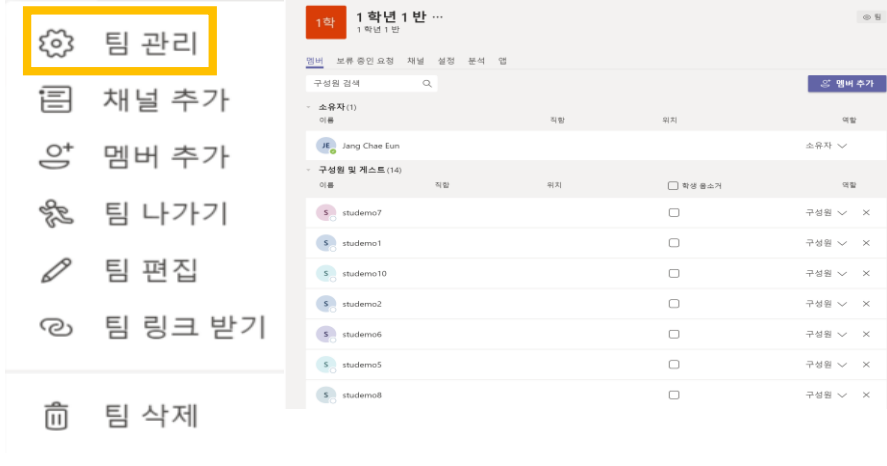 팀 관리
채널 추가
멤버 추가
팀 나가기
팀 편집
팀 링크 받기
팀 삭제
1학
1 학년 1 반 ···
1 학년 1 반
팀
멤버 보류 중인 요청 채널 설정 분석 앱
구성원 검색
멤버 추가
소유자(1)
이름 직함 위치 역할
JE Jang Chae Eun 소유자
구성원 및 게스트(14)
이름 직함 위치 학생 음소거 역할
S studemo7 구성원
S studemo1 구성원
S studemo10 구성원
S studemo2 구성원
S studemo6 구성원
S studemo5 구성원
S studemo8 구성원